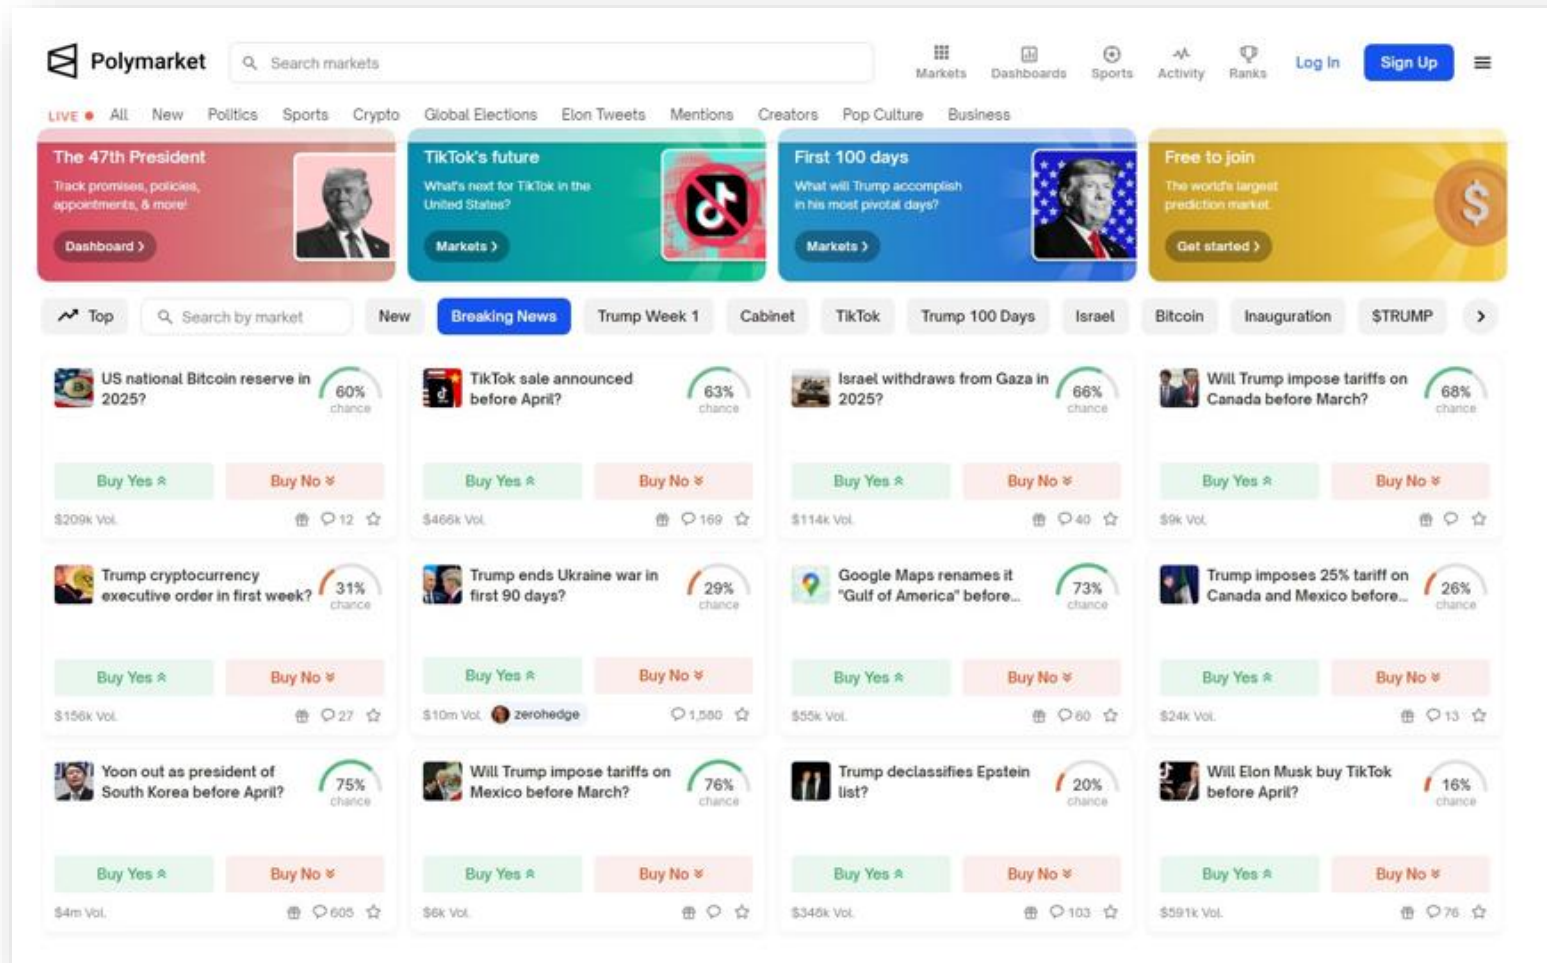 Polymarket
Search markets
Markets
Dashboards
Sports
Activity
Ranks
Log In
Sign Up
LIVE
All
New
Politics
Sports
Crypto
Global Elections
Elon Tweets
Mentions
Creators
Pop Culture
Business
The 47th President
Track promises, policies,
appointments, & more!
Dashboard
TikTok's future
What's next for TikTok in the
United States?
Markets
First 100 days
What will Trump accomplish
in his most pivotal days?
Markets
Free to join
The world's largest
prediction market.
Get started
Top
Search by market
New
Breaking News
Trump Week 1
Cabinet
TikTok
Trump 100 Days
Israel
Bitcoin
Inauguration
$TRUMP
US national Bitcoin reserve in
2025?
60%
chance
Buy Yes
Buy No
$209k Vol.
12
TikTok sale announced
before April?
63%
chance
Buy Yes
Buy No
$466k Vol.
169
Israel withdraws from Gaza in
2025?
66%
chance
Buy Yes
Buy No
$114k Vol.
40
Will Trump impose tariffs on
Canada before March?
68%
chance
Buy Yes
Buy No
$9k Vol.
Trump cryptocurrency
executive order in first week?
31%
chance
Buy Yes
Buy No
$156k Vol.
27
Trump ends Ukraine war in
first 90 days?
29%
chance
Buy Yes
Buy No
$10m Vol.
zerohedge
1,580
Google Maps renames it
"Gulf of America" before...
73%
chance
Buy Yes
Buy No
$55k Vol.
60
Trump imposes 25% tariff on
Canada and Mexico before...
26%
chance
Buy Yes
Buy No
$24k Vol.
13
Yoon out as president of
South Korea before April?
75%
chance
Buy Yes
Buy No
$4m Vol.
605
Will Trump impose tariffs on
Mexico before March?
76%
chance
Buy Yes
Buy No
$6k Vol.
Trump declassifies Epstein
list?
20%
chance
Buy Yes
Buy No
Vol.
103
Will Elon Musk buy TikTok
before April?
16%
chance
Buy Yes
Buy No
$591k Vol.
76